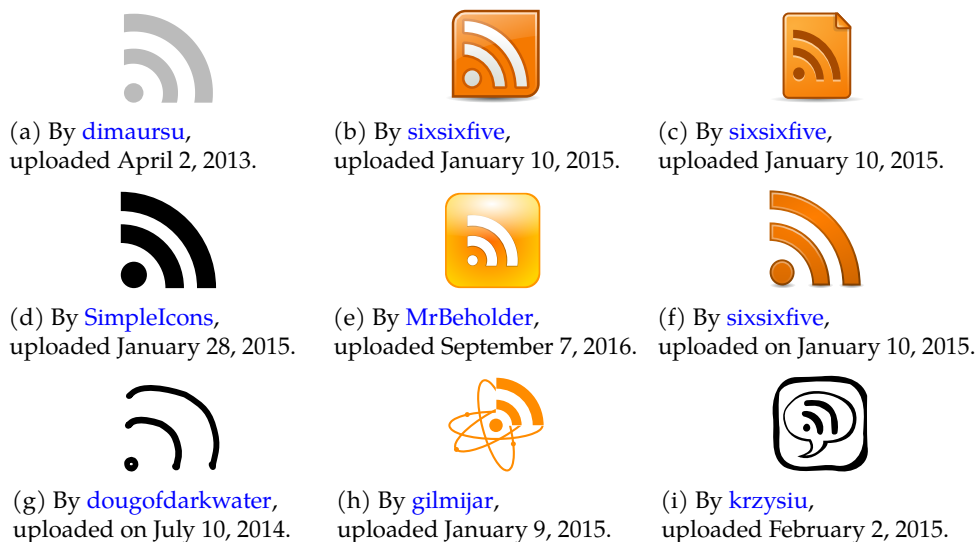 (a) By dimaursu,
uploaded April 2, 2013.
(b) By sixsixfive,
uploaded January 10, 2015.
(c) By sixsixfive,
uploaded January 10, 2015.
(d) By SimpleIcons,
uploaded January 28, 2015.
(e) By MrBeholder,
uploaded September 7, 2016.
(f) By sixsixfive,
uploaded on January 10, 2015.
(g) By dougofdarkwater,
uploaded on July 10, 2014.
(h) By gilmijar,
uploaded January 9, 2015.
(i) By krzysiu,
uploaded February 2, 2015.